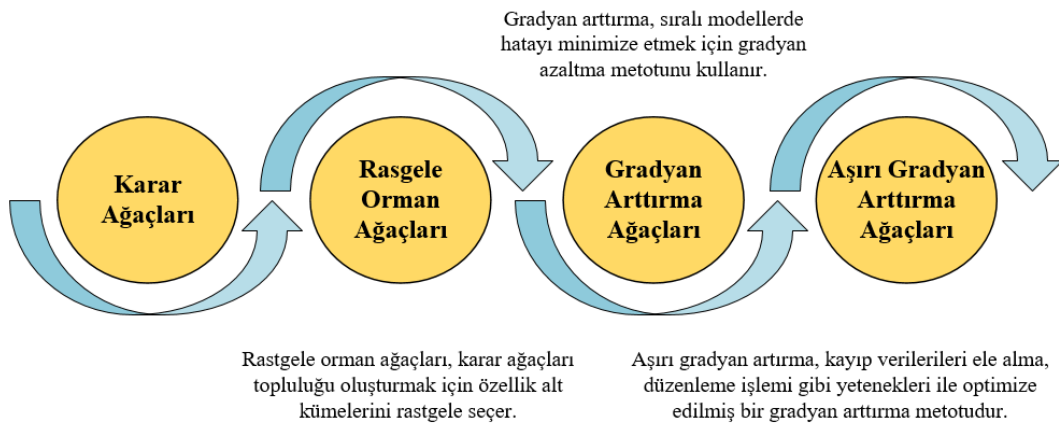 Gradyan arttırma, sıralı modellerde
hatayı minimize etmek için gradyan
azaltma metotunu kullanır.
Karar
Ağaçları
Rasgele
Orman
Ağaçları
Gradyan
Arttırma
Ağaçları
Aşırı Gradyan
Arttırma
Ağaçları
Rastgele orman ağaçları, karar ağaçları
topluluğu oluşturmak için özellik alt
kümelerini rastgele seçer.
Aşırı gradyan artırma, kayıp verilerileri ele alma,
düzenleme işlemi gibi yetenekleri ile optimize
edilmiş bir gradyan arttırma metotudur.